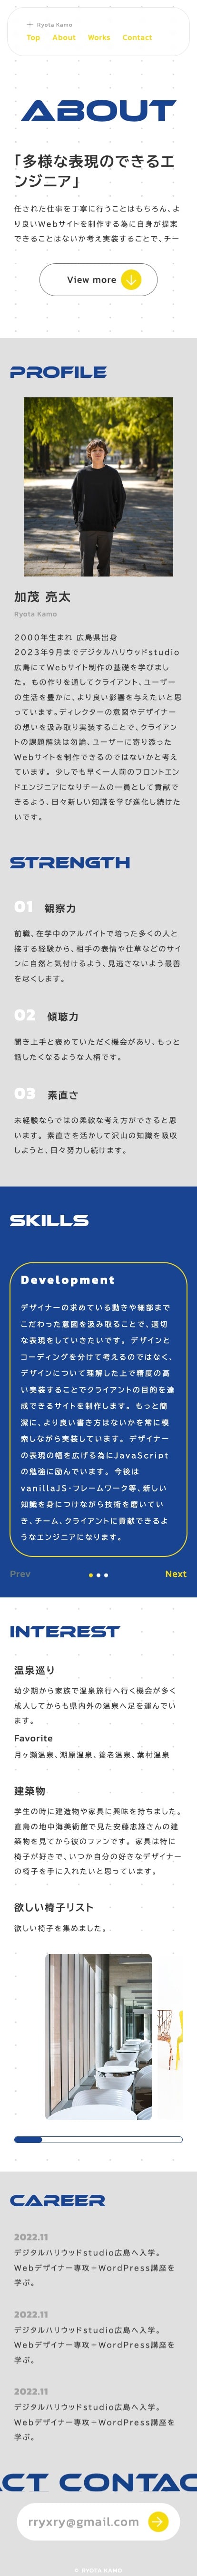 Ryota Kamo
Top About Works Contact
ABOUT
「多様な表現のできるエ
ンジニア」
任された仕事を丁寧に行うことはもちろん、よ
り良いWebサイトを制作する為に自身が提案
できることはないか考え実装することで、チー
View more
PROFILE
加茂 亮太
Ryota Kamo
2000年生まれ 広島県出身
2023年9月までデジタルハリウッドstudio
広島にてWebサイト制作の基礎を学びまし
た。もの作りを通してクライアント、ユーザー
の生活を豊かに、より良い影響を与えたいと思
っています。ディレクターの意図やデザイナー
の想いを汲み取り実装することで、クライアン
トの課題解決は勿論、ユーザーに寄り添った
Webサイトを制作できるのではないかと考え
ています。 少しでも早く一人前のフロントエン
ドエンジニアになりチームの一員として貢献で
きるよう、日々新しい知識を学び進化し続けた
いです。
STRENGTH
01 観察力
前職、在学中のアルバイトで培った多くの人と
接する経験から、相手の表情や仕草などのサイ
ンに自然と気付けるよう、見逃さないよう最善
を尽くします。
02 傾聴力
聞き上手と褒めていただく機会があり、もっと
話したくなるような人柄です。
03 素直さ
未経験ならではの柔軟な考え方ができると思
います。 素直さを活かして沢山の知識を吸収
しようと、日々努力し続けます。
SKILLS
Development
デザイナーの求めている動きや細部まで
こだわった意図を汲み取ることで、適切
な表現をしていきたいです。 デザインと
コーディングを分けて考えるのではなく、
デザインについて理解した上で精度の高
い実装することでクライアントの目的を達
成できるサイトを制作します。 もっと簡
潔に、より良い書き方はないかを常に模
索しながら実装しています。 デザイナー
の表現の幅を広げる為にJavaScript
の勉強に励んでいます。 今後は
vanillaJS・フレームワーク等、新しい
知識を身につけながら技術を磨いてい
き、チーム、クライアントに貢献できるよ
うなエンジニアになります。
Prev Next
INTEREST
温泉巡り
幼少期から家族で温泉旅行へ行く機会が多く
成人してからも県内外の温泉へ足を運んでい
ます。
Favorite
月ヶ瀬温泉、潮原温泉、養老温泉、葉村温泉
建築物
学生の時に建造物や家具に興味を持ちました。
直島の地中海美術館で見た安藤忠雄さんの建
築物を見てから彼のファンです。 家具は特に
椅子が好きで、いつか自分の好きなデザイナー
の椅子を手に入れたいと思っています。
欲しい椅子リスト
欲しい椅子を集めました。
CAREER
2022.11
デジタルハリウッドstudio広島へ入学。
Webデザイナー専攻+WordPress講座を
学ぶ。
2022.11
デジタルハリウッドstudio広島へ入学。
Webデザイナー専攻+WordPress講座を
学ぶ。
2022.11
デジタルハリウッドstudio広島へ入学。
Webデザイナー専攻+WordPress講座を
学ぶ。
CT CONTAC
rryxry@gmail.com
© RYOTA KAMO